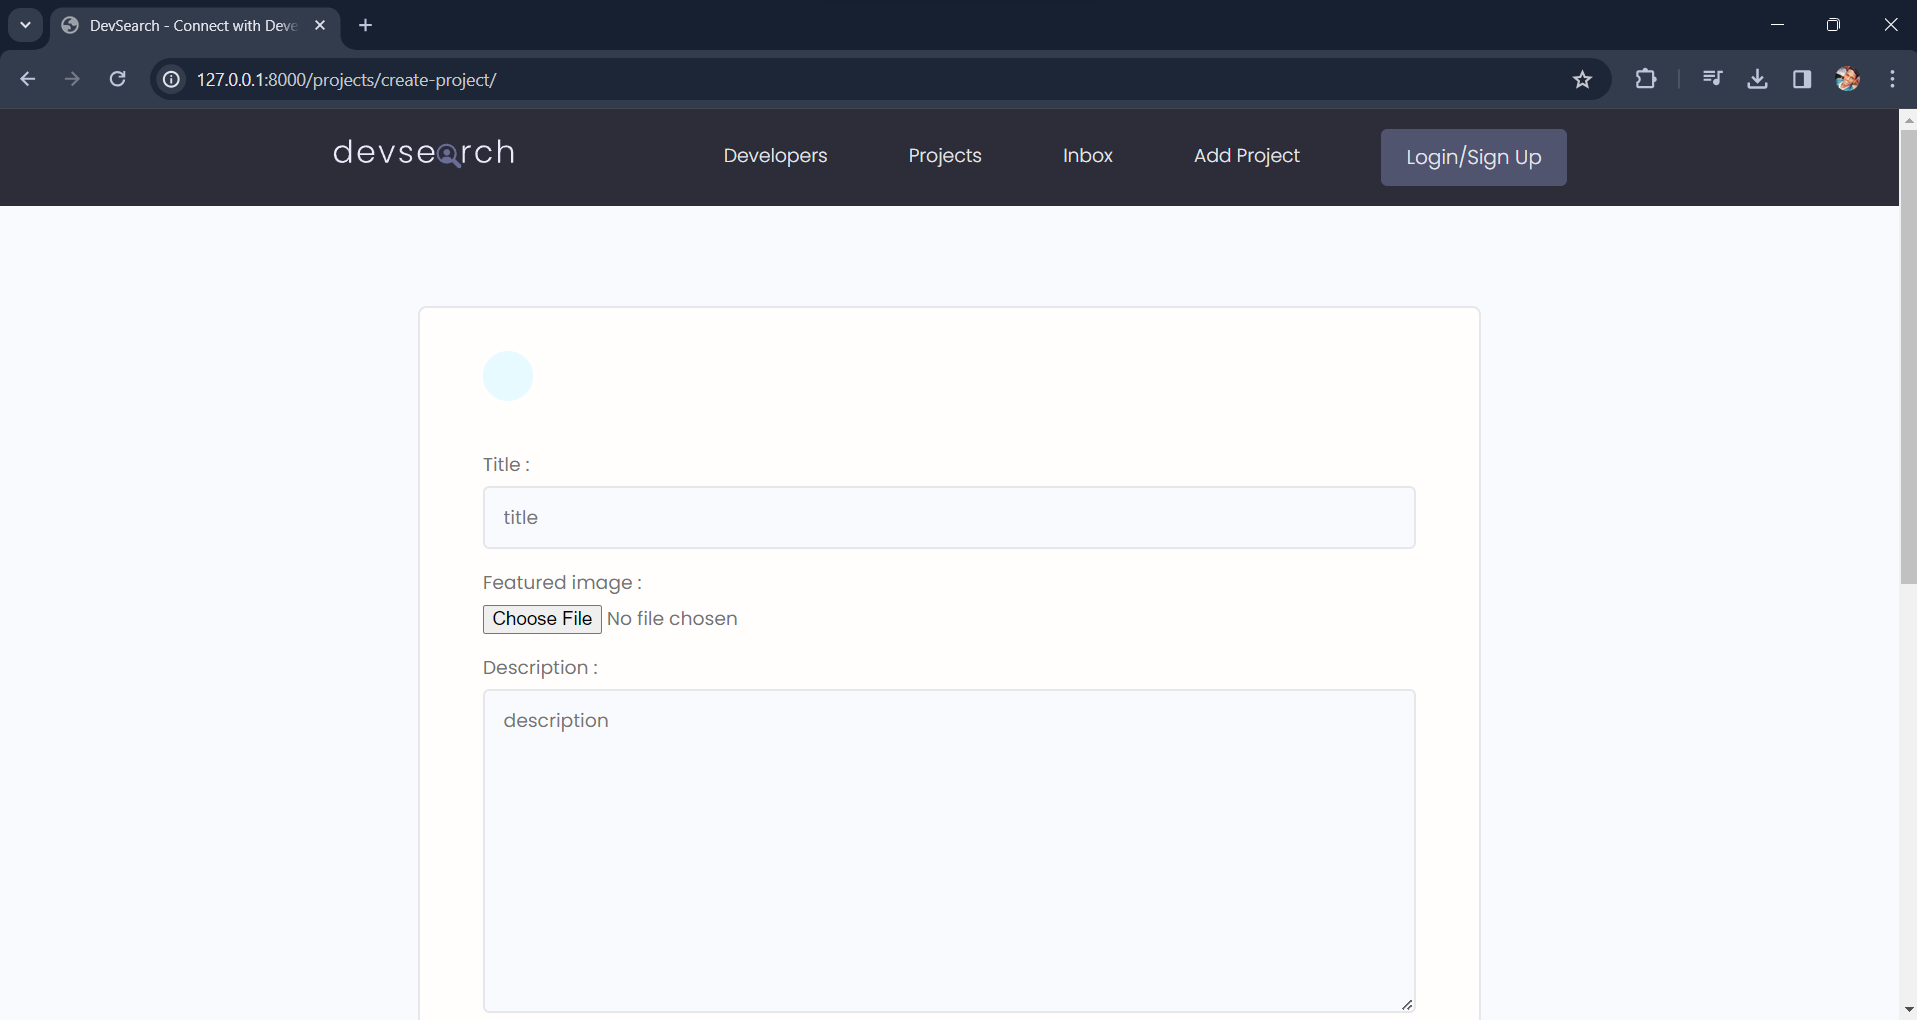 DevSearch - Connect with Deve
127.0.0.1:8000/projects/create-project/
devsearch
Developers
Projects
Inbox
Add Project
Login/Sign Up
Title :
title
Featured image :
Choose File No file chosen
Description :
description